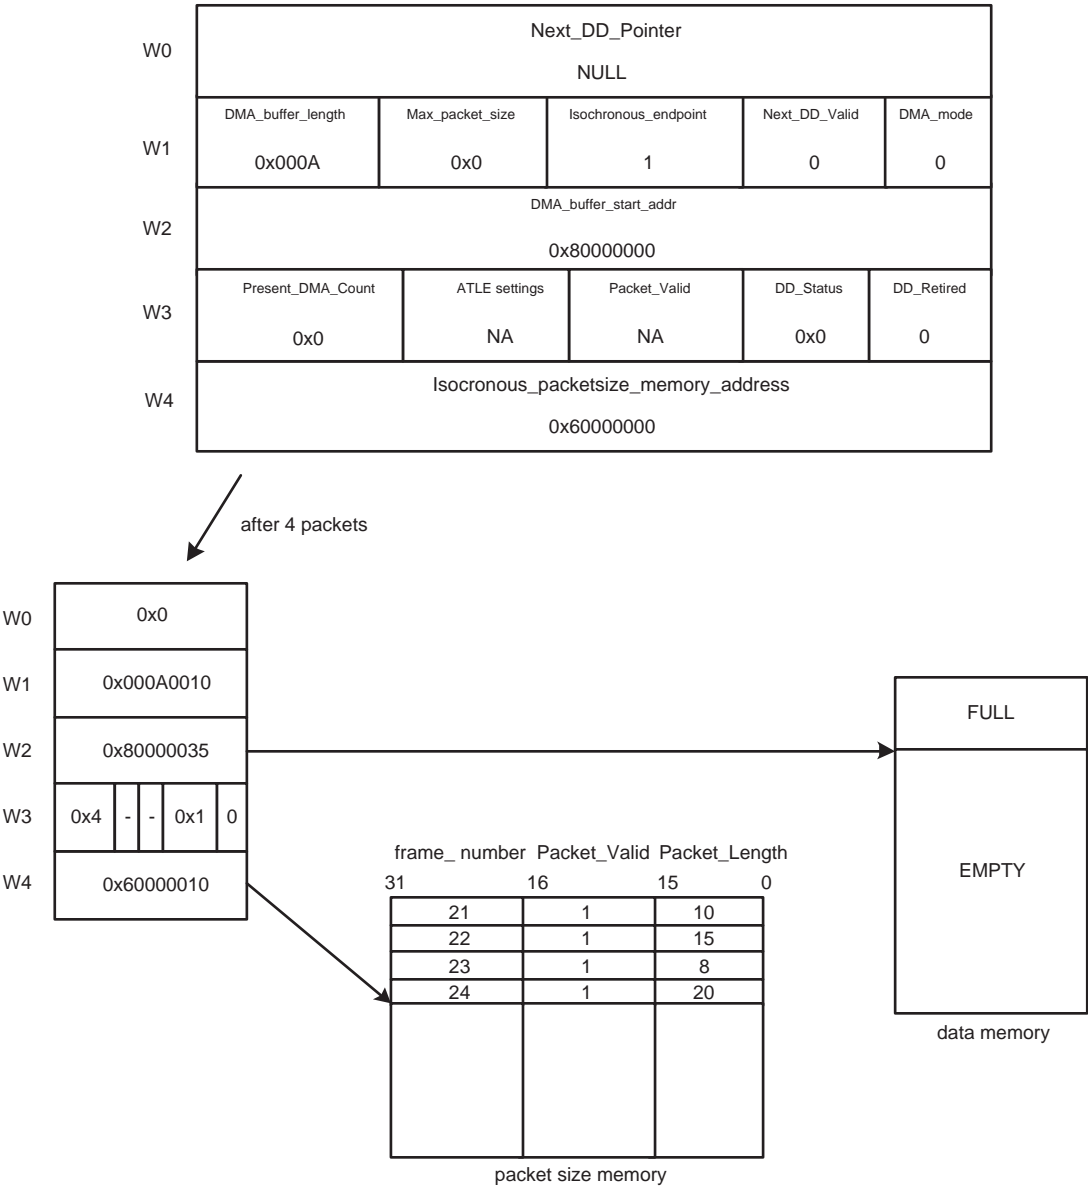 Next_DD_Pointer
W0
NULL
DMA_buffer_length Max_packet_size Isochronous_endpoint Next_DD_Valid DMA_mode
W1
0x000A 0x0 1 0 0
DMA_buffer_start_addr
W2
0x80000000
Present_DMA_Count ATLE settings Packet_Valid DD_Status DD_Retired
W3
0x0 NA NA 0x0 0
Isocronous_packetsize_memory_address
W4
0x60000000
after 4 packets
W0 0x0
W1 0x000A0010
W2 0x80000035
W3 0x4 - - 0x1 0
W4 0x60000010
FULL
EMPTY
data memory
frame_ number Packet_Valid Packet_Length
31 16 15 0
21 1 10
22 1 15
23 1 8
24 1 20
packet size memory